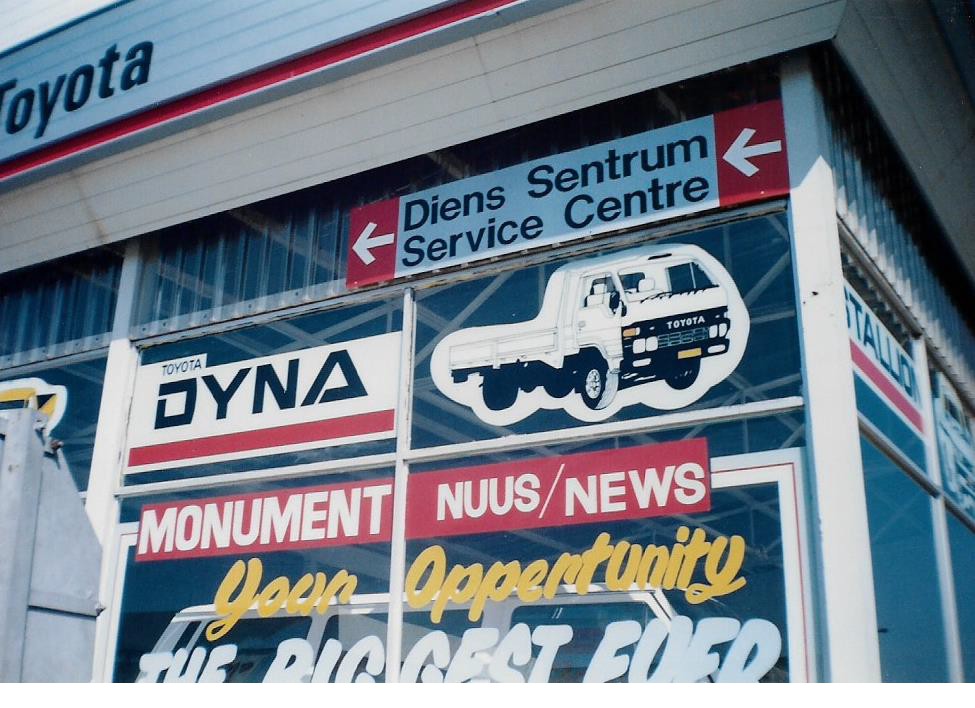 Toyota
Diens Sentrum
Service Centre
TOYOTA
TOYOTA
DYNA
STALLION
MONUMENT NUUS/NEWS
Your Opportunity
THE BIGGEST EVER